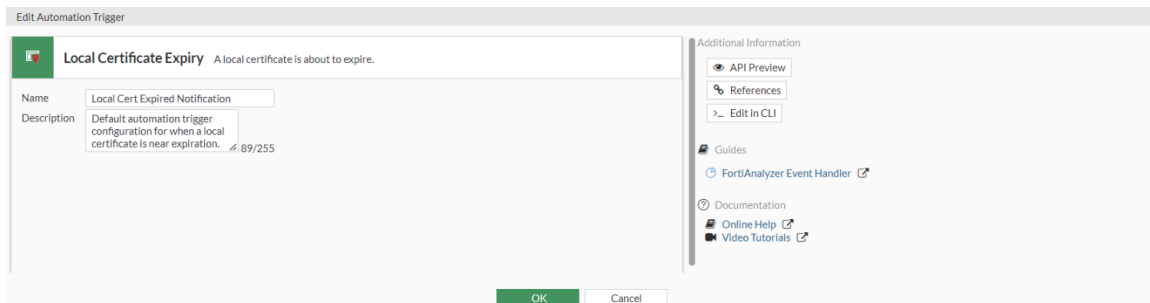 Edit Automation Trigger
Local Certificate Expiry A local certificate is about to expire.
Name Local Cert Expired Notification
Description Default automation trigger
configuration for when a local
certificate is near expiration.
89/255
Additional Information
API Preview
References
>_ Edit in CLI
Guides
FortiAnalyzer Event Handler
Documentation
Online Help
Video Tutorials
OK Cancel